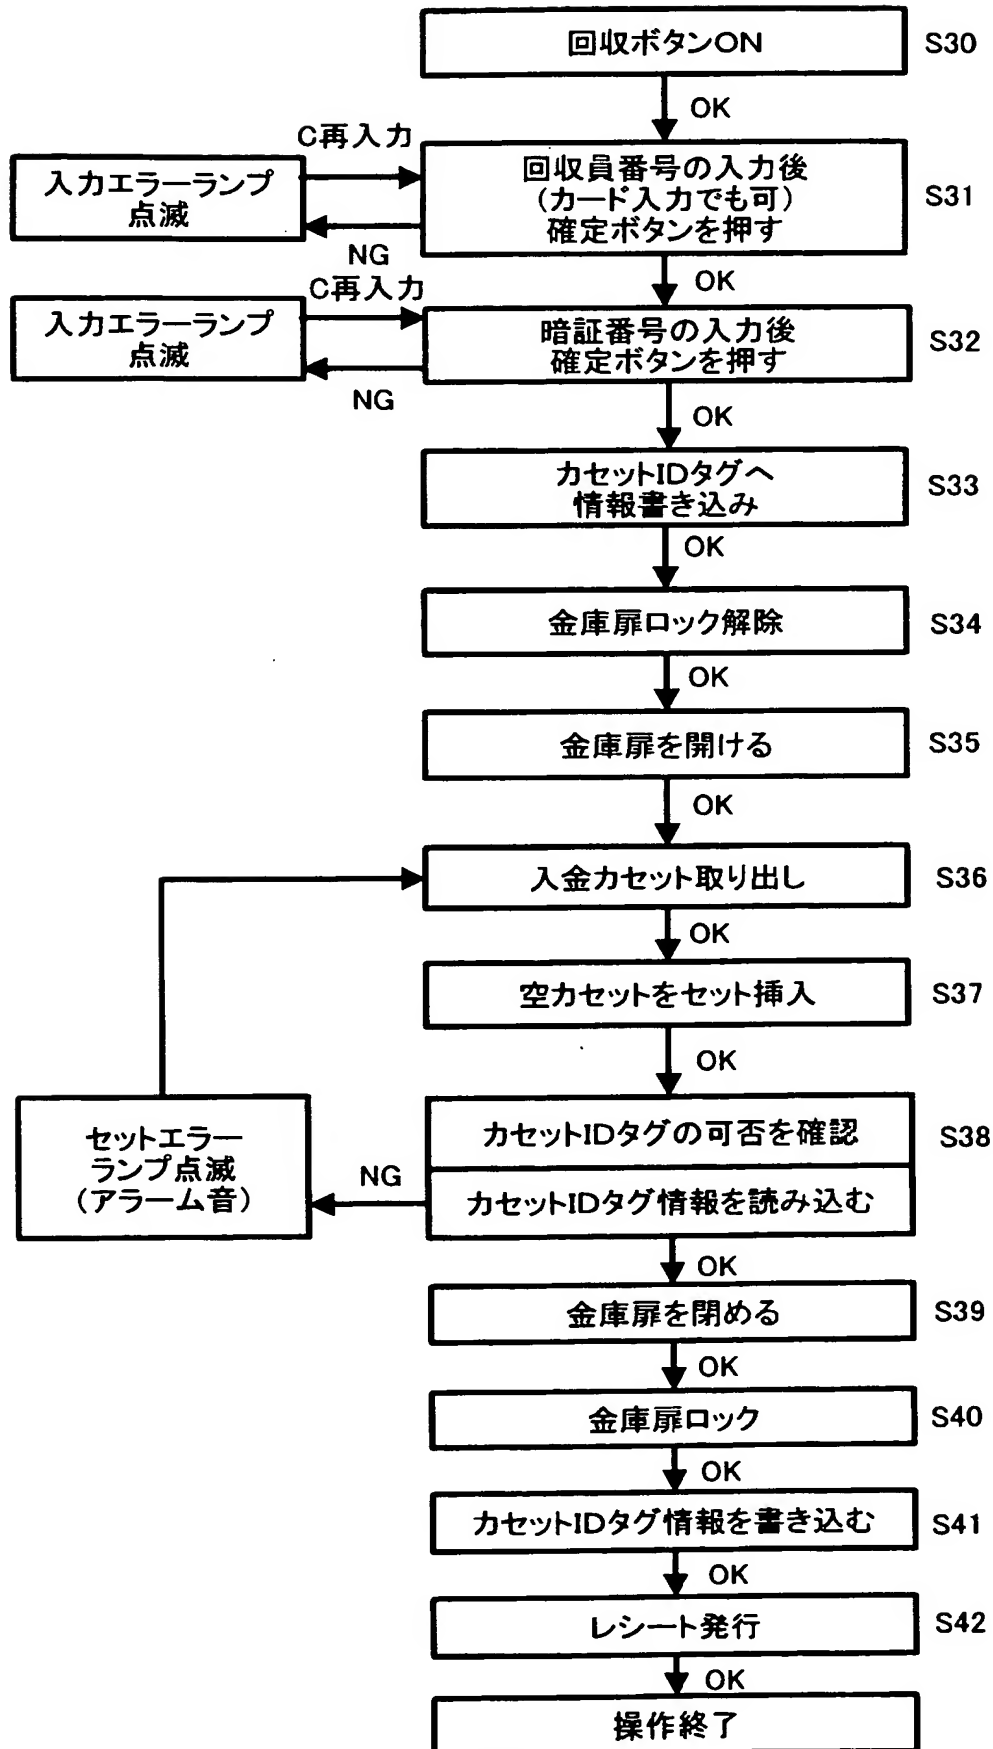 回収ボタンON
S30
OK
C再入力
入力エラーランプ
点滅
回収員番号の入力後
(カード入力でも可)
確定ボタンを押す
S31
NG
OK
C再入力
入力エラーランプ
点滅
暗証番号の入力後
確定ボタンを押す
S32
NG
OK
カセットIDタグへ
情報書き込み
S33
OK
金庫扉ロック解除
S34
OK
金庫扉を開ける
S35
OK
入金カセット取り出し
S36
OK
空カセットをセット挿入
S37
OK
セットエラー
ランプ点滅
(アラーム音)
NG
カセットIDタグの可否を確認
S38
カセットIDタグ情報を読み込む
OK
金庫扉を閉める
S39
OK
金庫扉ロック
S40
OK
カセットIDタグ情報を書き込む
S41
OK
レシート発行
S42
OK
操作終了